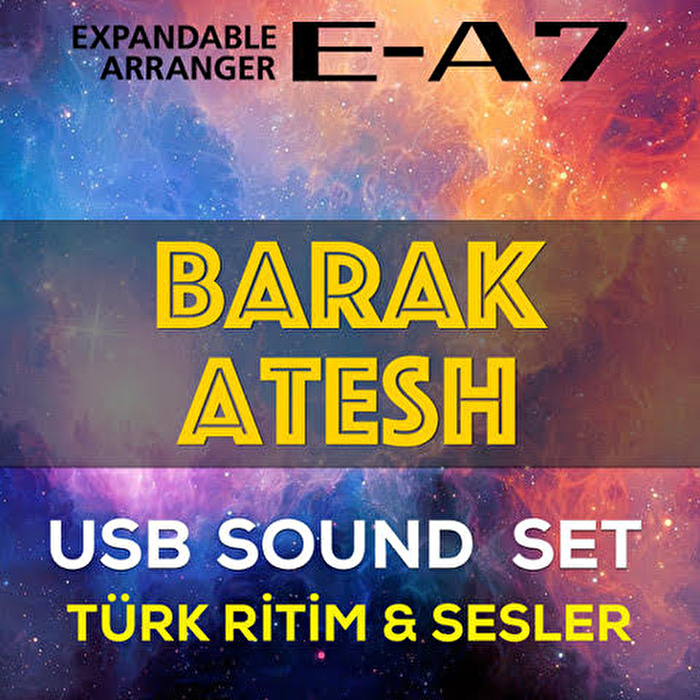 EXPANDABLE
ARRANGER E-A7
BARAK
ATESH
USB SOUND SET
TÜRK RİTİM & SESLER